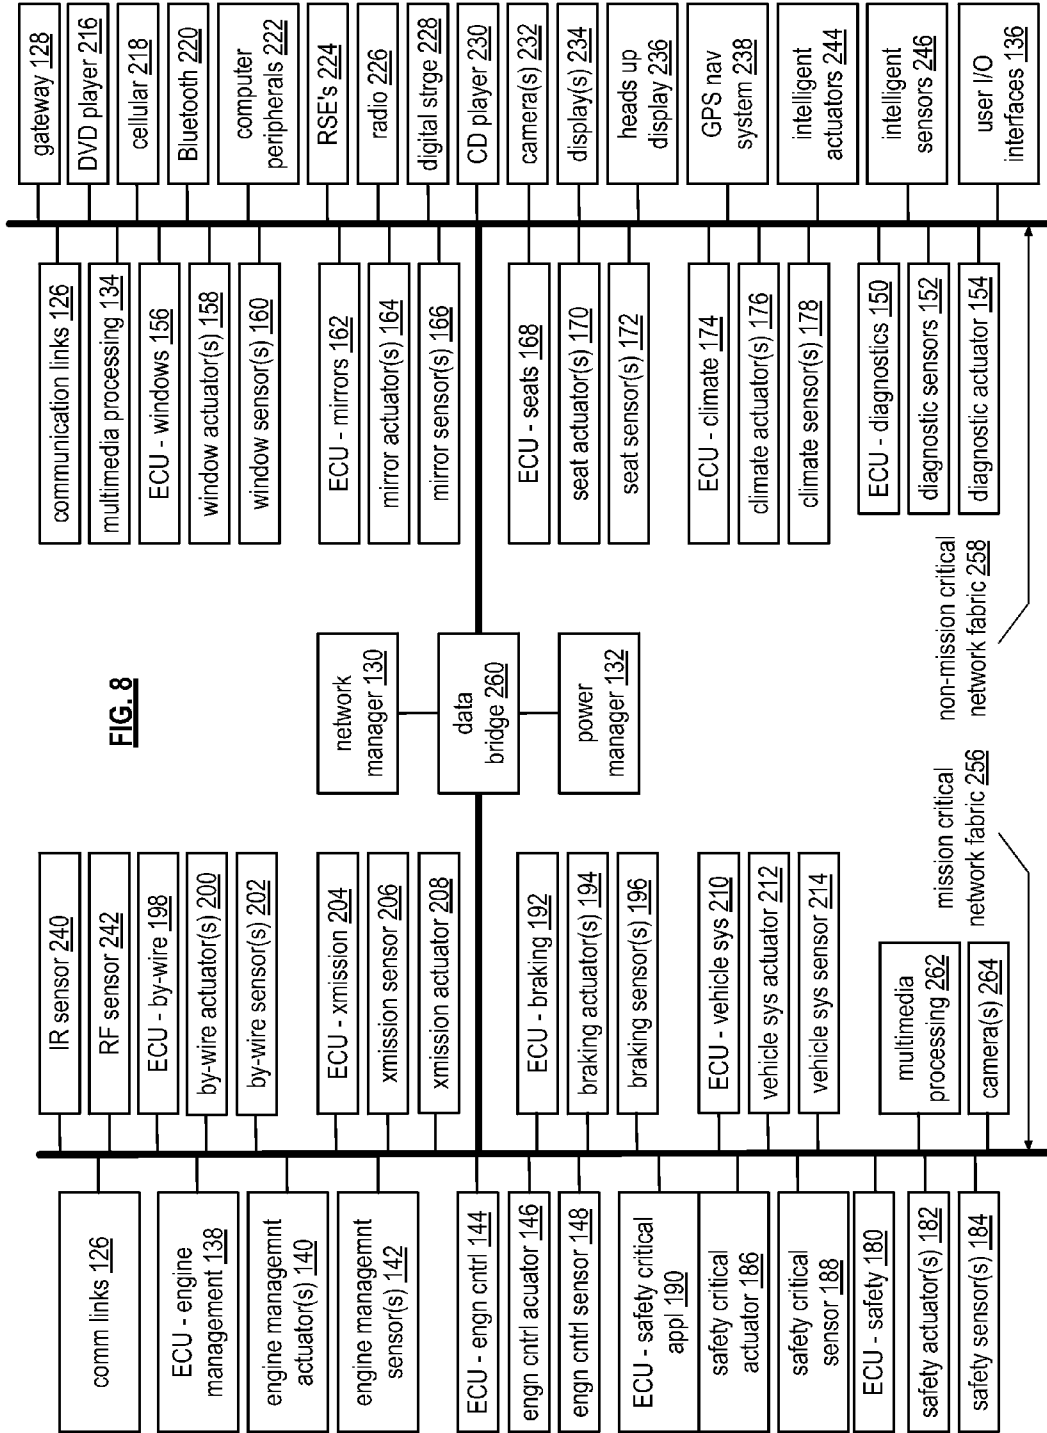 FIG. 8
comm links 126
ECU - engine
management 138
engine managemnt
actuator(s) 140
engine managemnt
sensor(s) 142
ECU - engn cntrl 144
engn cntrl acuator 146
engn cntrl sensor 148
ECU - safety critical
appl 190
safety critical
actuator 186
safety critical
sensor 188
ECU - safety 180
safety actuator(s) 182
safety sensor(s) 184
IR sensor 240
RF sensor 242
ECU - by-wire 198
by-wire actuator(s) 200
by-wire sensor(s) 202
ECU - xmission 204
xmission sensor 206
xmission actuator 208
ECU - braking 192
braking actuator(s) 194
braking sensor(s) 196
ECU - vehicle sys 210
vehicle sys actuator 212
vehicle sys sensor 214
multimedia
processing 262
camera(s) 264
mission critical
network fabric 256
network
manager 130
data
bridge 260
power
manager 132
non-mission critical
network fabric 258
communication links 126
multimedia processing 134
ECU - windows 156
window actuator(s) 158
window sensor(s) 160
ECU - mirrors 162
mirror actuator(s) 164
mirror sensor(s) 166
ECU - seats 168
seat actuator(s) 170
seat sensor(s) 172
ECU - climate 174
climate actuator(s) 176
climate sensor(s) 178
ECU - diagnostics 150
diagnostic sensors 152
diagnostic actuator 154
gateway 128
DVD player 216
cellular 218
Bluetooth 220
computer
peripherals 222
RSE's 224
radio 226
digital strge 228
CD player 230
camera(s) 232
display(s) 234
heads up
display 236
GPS nav
system 238
intelligent
actuators 244
intelligent
sensors 246
user I/O
interfaces 136